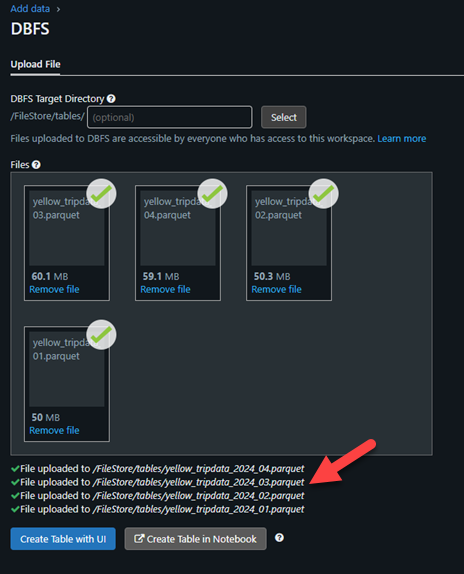 Add data ›
DBFS
Upload File
DBFS Target Directory
/FileStore/tables/ (optional) Select
Files uploaded to DBFS are accessible by everyone who has access to this workspace. Learn more
Files
yellow_tripdata
03.parquet
60.1 MB
Remove file
yellow_tripdata
04.parquet
59.1 MB
Remove file
yellow_tripdata
02.parquet
50.3 MB
Remove file
yellow_tripdata
01.parquet
50 MB
Remove file
File uploaded to /FileStore/tables/yellow_tripdata_2024_04.parquet
File uploaded to /FileStore/tables/yellow_tripdata_2024_03.parquet
File uploaded to /FileStore/tables/yellow_tripdata_2024_02.parquet
File uploaded to /FileStore/tables/yellow_tripdata_2024_01.parquet
Create Table with UI Create Table in Notebook ?